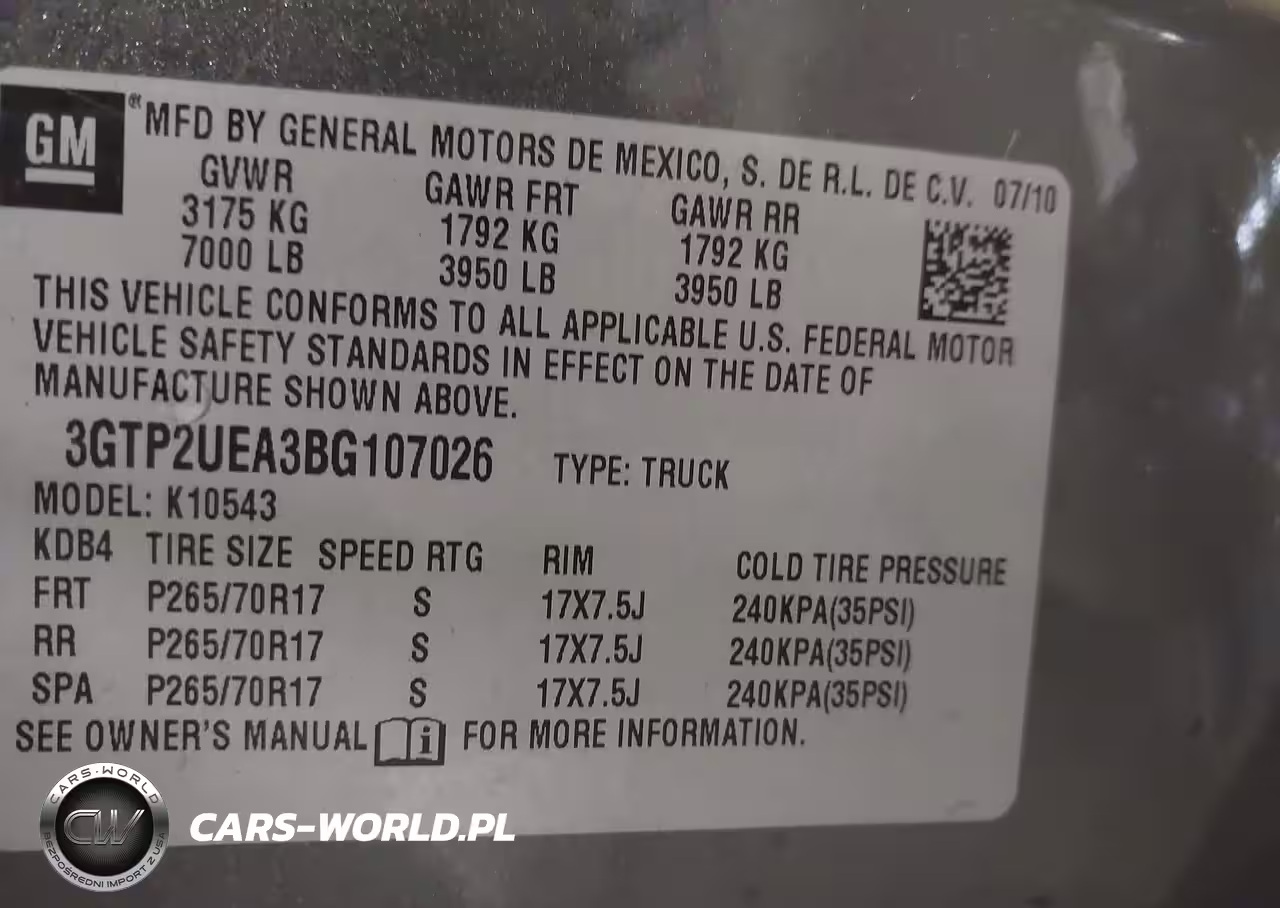 GM
® MFD BY GENERAL MOTORS DE MEXICO, S. DE R.L. DE C.V. 07/10
GVWR GAWR FRT GAWR RR
3175 KG 1792 KG 1792 KG
7000 LB 3950 LB 3950 LB
THIS VEHICLE CONFORMS TO ALL APPLICABLE U.S. FEDERAL MOTOR
VEHICLE SAFETY STANDARDS IN EFFECT ON THE DATE OF
MANUFACTURE SHOWN ABOVE.
3GTP2UEA3BG107026 TYPE: TRUCK
MODEL: K10543
KDB4 TIRE SIZE SPEED RTG RIM COLD TIRE PRESSURE
FRT P265/70R17 S 17X7.5J 240KPA(35PSI)
RR P265/70R17 S 17X7.5J 240KPA(35PSI)
SPA P265/70R17 S 17X7.5J 240KPA(35PSI)
SEE OWNER'S MANUAL i FOR MORE INFORMATION.
CARS-WORLD
CW
BEZPOŚREDNI IMPORT Z USA
CARS-WORLD.PL